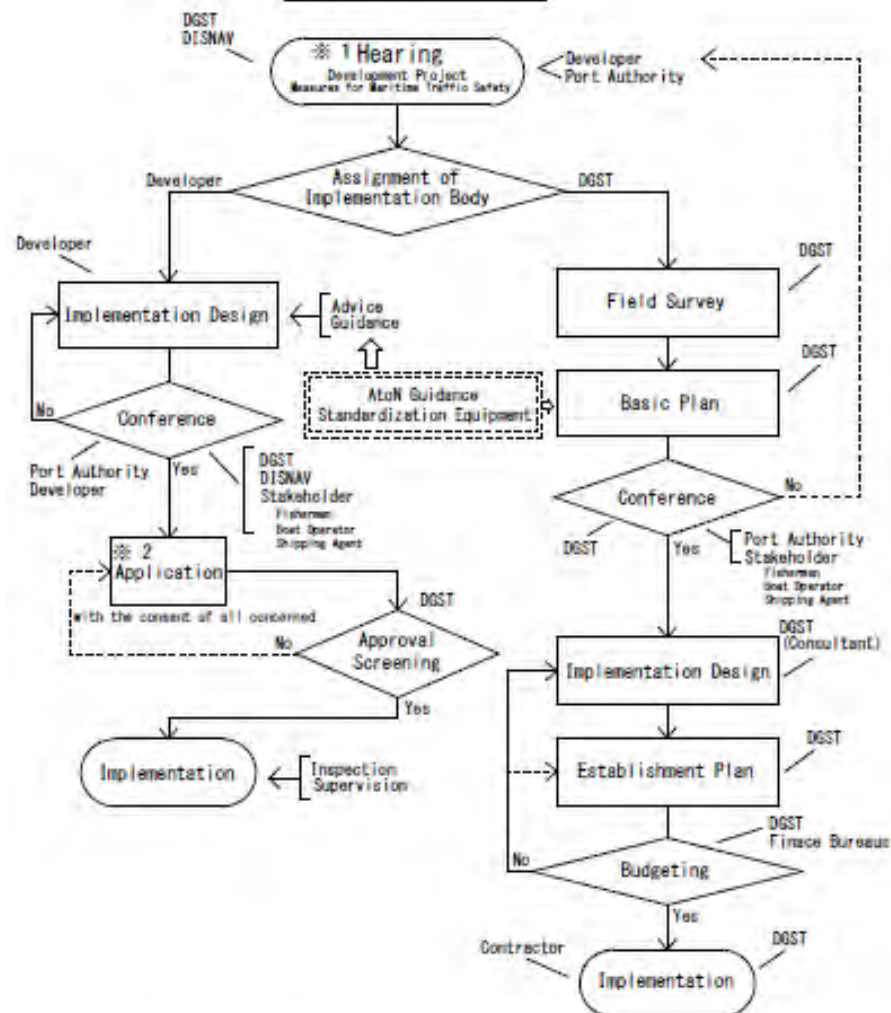 DGST
DISNAV
※ 1 Hearing
Development Project
Measures for Maritime Traffic Safety
Developer
Port Authority
Assignment of
Implementation Body
Developer
DGST
Developer
Implementation Design
Advice
Guidance
DGST
Field Survey
DGST
AtoN Guidance
Standardization Equipment
Basic Plan
No
Conference
Port Authority
Developer
Yes
DGST
DISNAV
Stakeholder
Fisherman
Boat Operator
Shipping Agent
Conference
No
DGST
Yes
Port Authority
Stakeholder
Fisherman
Boat Operator
Shipping Agent
※ 2
Application
with the consent of all concerned
DGST
No
Approval
Screening
Yes
DGST
(Consultant)
Implementation Design
Implementation
Inspection
Supervision
DGST
Establishment Plan
DGST
Finace Bureaus
No
Budgeting
Yes
Contractor
DGST
Implementation